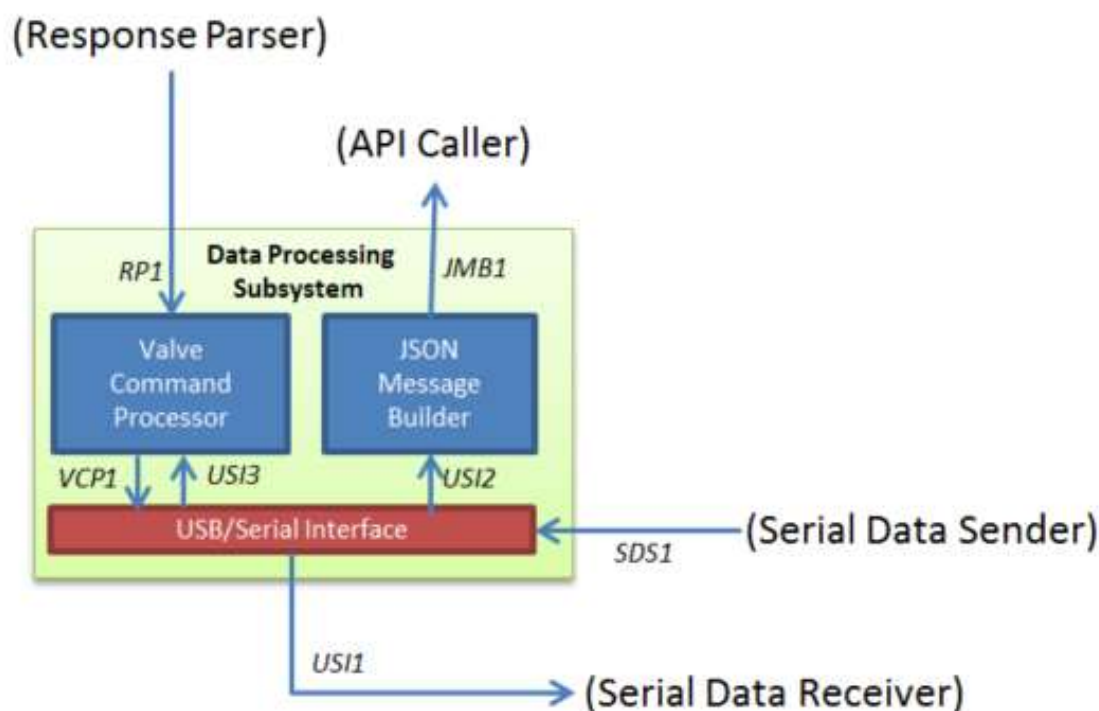 (Response Parser)
(API Caller)
RP1
Data Processing
Subsystem
JMB1
Valve
Command
Processor
JSON
Message
Builder
VCP1
USI3
USI2
USB/Serial Interface
(Serial Data Sender)
SDS1
USI1
(Serial Data Receiver)